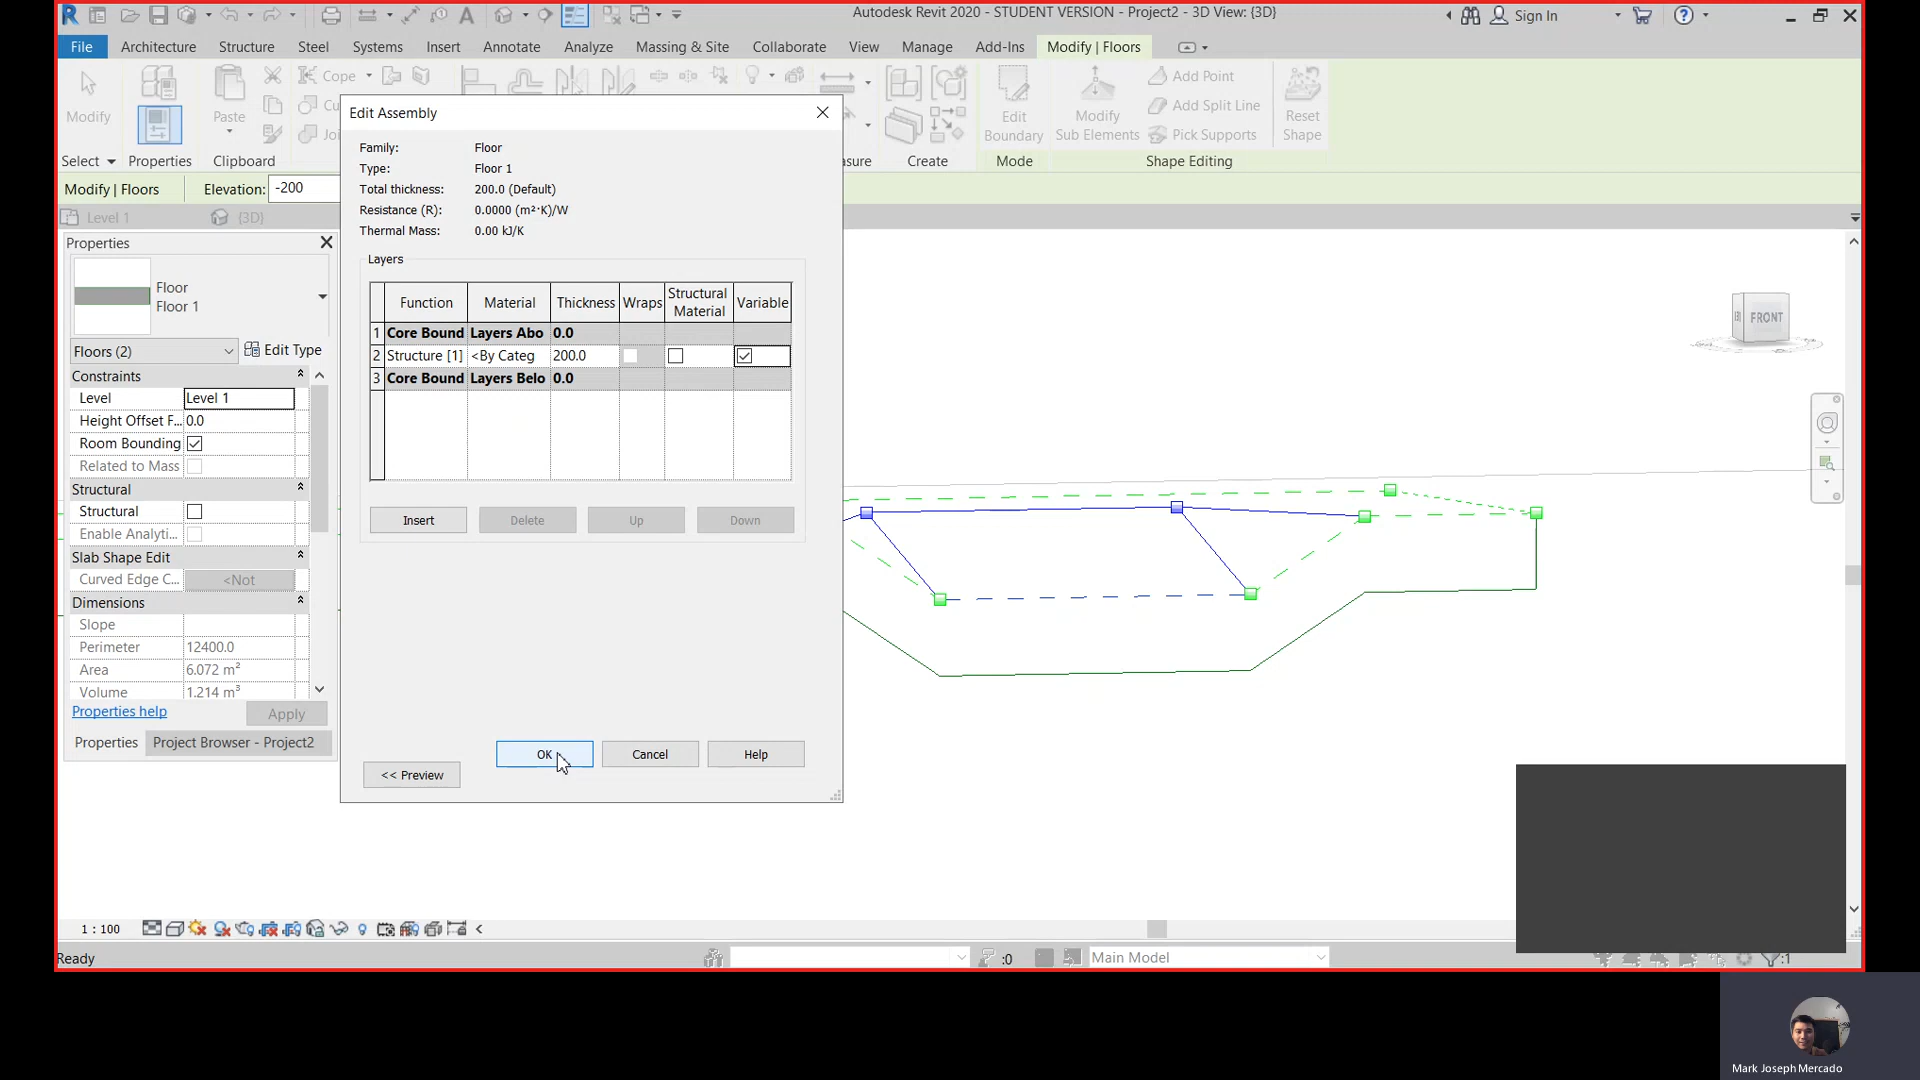 Autodesk Revit 2020 - STUDENT VERSION - Project2 - 3D View: {3D}
Sign In
File
Architecture
Structure
Steel
Systems
Insert
Annotate
Analyze
Massing & Site
Collaborate
View
Manage
Add-Ins
Modify | Floors
Modify
Paste
Cope
Edit
Boundary
Modify
Sub Elements
Add Point
Add Split Line
Pick Supports
Reset
Shape
Select
Properties
Clipboard
Create
Mode
Shape Editing
Modify | Floors
Elevation:
-200
Level 1
{3D}
Properties
Floor
Floor 1
Floors (2)
Edit Type
Constraints
Level
Level 1
Height Offset F...
0.0
Room Bounding
Related to Mass
Structural
Structural
Enable Analyti...
Slab Shape Edit
Curved Edge C...
<Not
Dimensions
Slope
Perimeter
12400.0
Area
6.072 m²
Volume
1.214 m³
Properties help
Apply
Properties
Project Browser - Project2
Edit Assembly
Family:
Floor
Type:
Floor 1
Total thickness:
200.0 (Default)
Resistance (R):
0.0000 (m²·K)/W
Thermal Mass:
0.00 kJ/K
Layers
Function
Material
Thickness
Wraps
Structural
Material
Variable
1
Core Bound
Layers Abo
0.0
2
Structure [1]
<By Categ
200.0
3
Core Bound
Layers Belo
0.0
Insert
Delete
Up
Down
OK
Cancel
Help
<< Preview
FRONT
1 : 100
Ready
:0
Main Model
:1
Mark Joseph Mercado